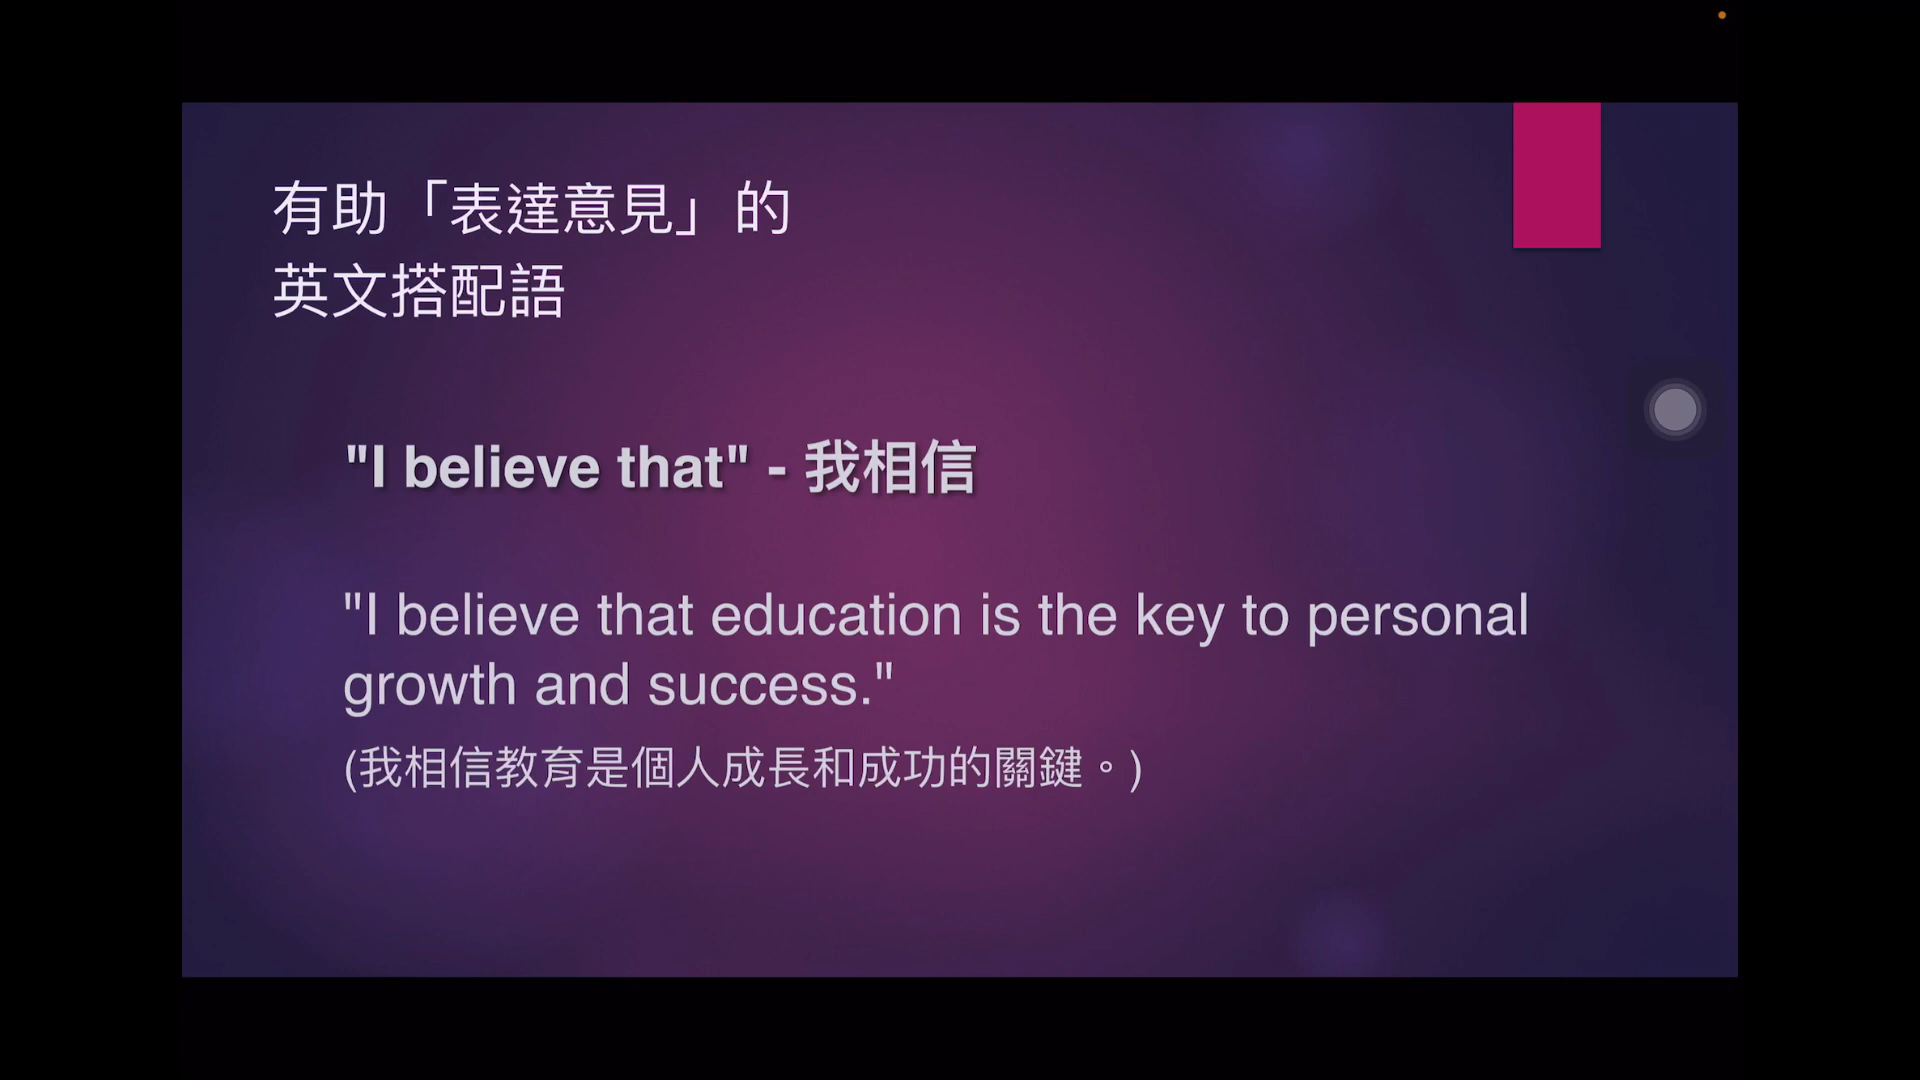 有助「表達意見」的
英文搭配語
"I believe that" - 我相信
"I believe that education is the key to personal
growth and success."
(我相信教育是個人成長和成功的關鍵。)